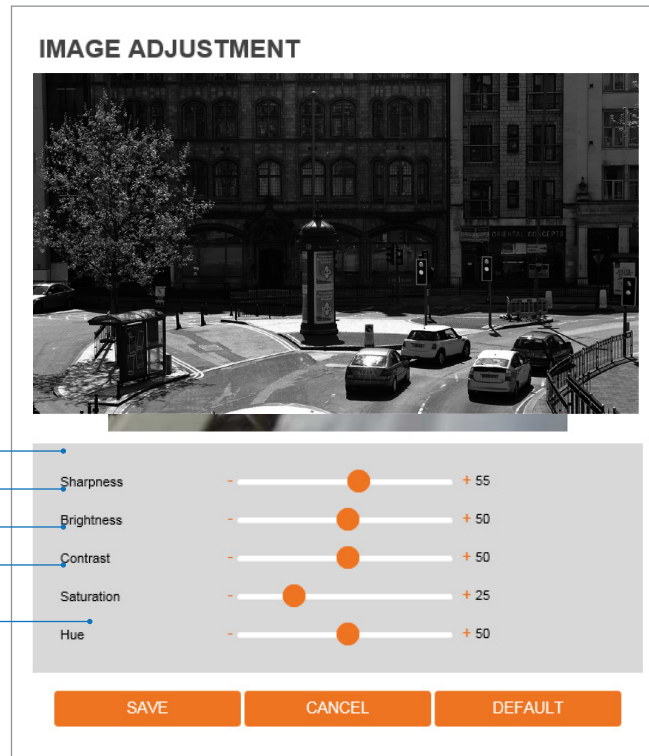 IMAGE ADJUSTMENT
ORIENTAL CONCEPTS
Sharpness - + 55
Brightness - + 50
Contrast - + 50
Saturation - + 25
Hue - + 50
SAVE CANCEL DEFAULT